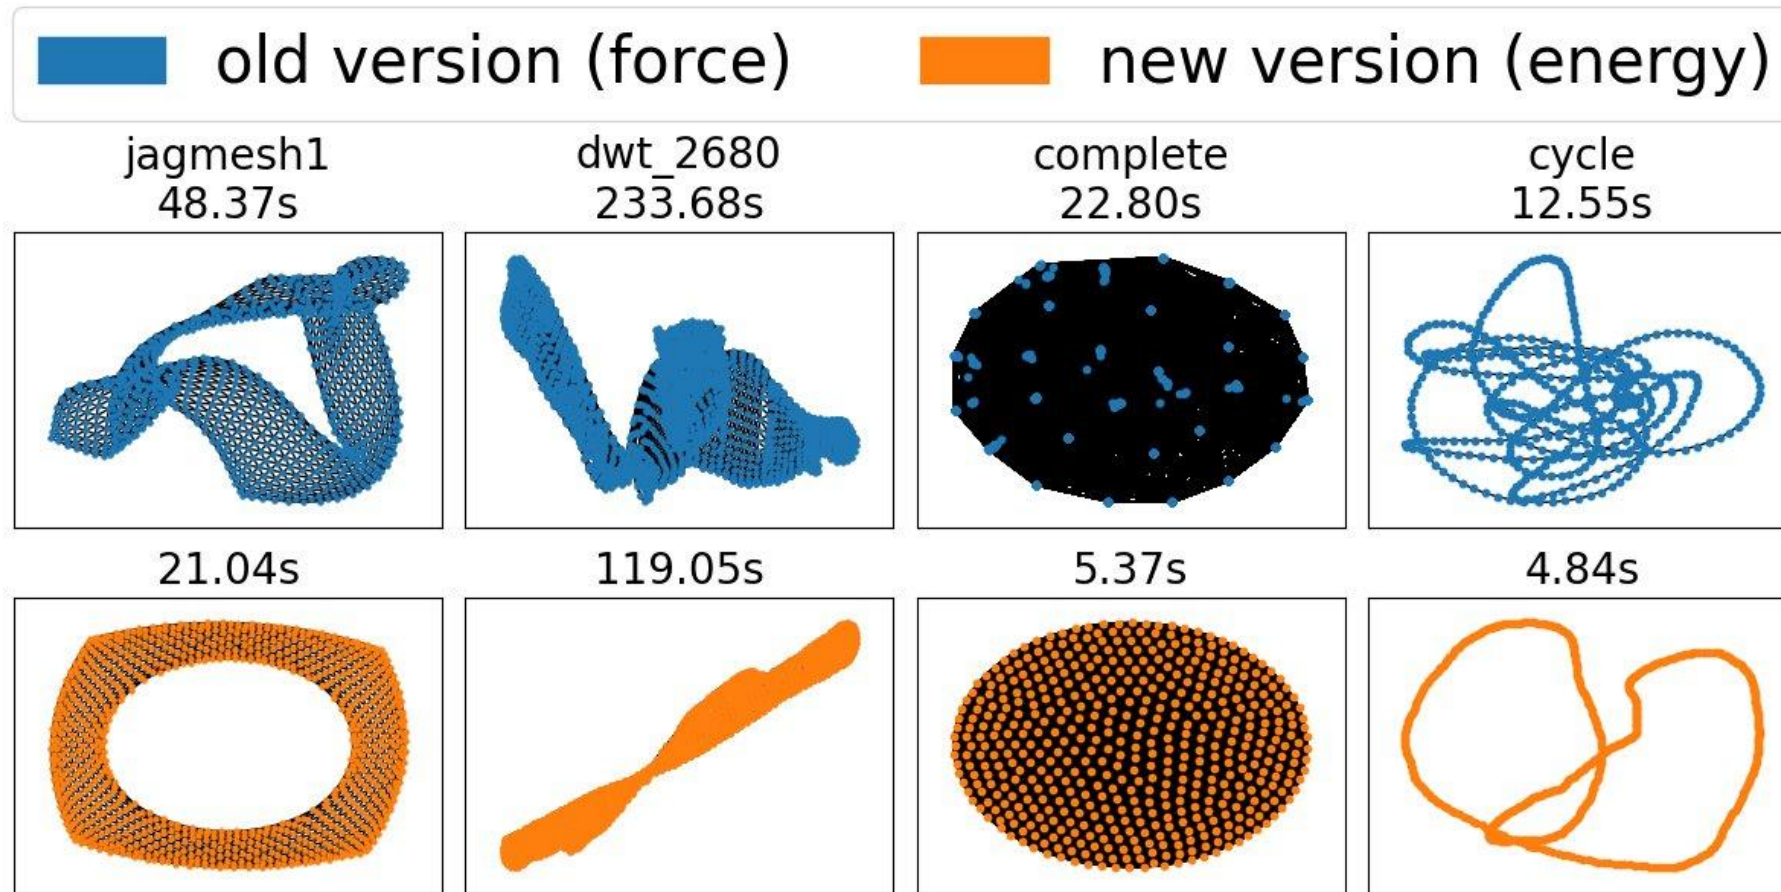 old version (force) new version (energy)
jagmesh1 dwt_2680 complete cycle
48.37s 233.68s 22.80s 12.55s
21.04s 119.05s 5.37s 4.84s